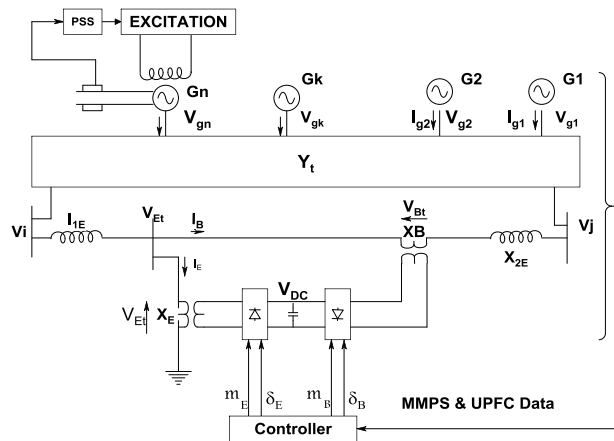 PSS
EXCITATION
Gn
Gk
G2
G1
Vgn
Vgk
Ig2
Vg2
Ig1
Vg1
Yt
Vi
I1E
VEt
IB
VBt
XB
Vj
X2E
IE
VEt
XE
VDC
mE
δE
mB
δB
MMPS & UPFC Data
Controller